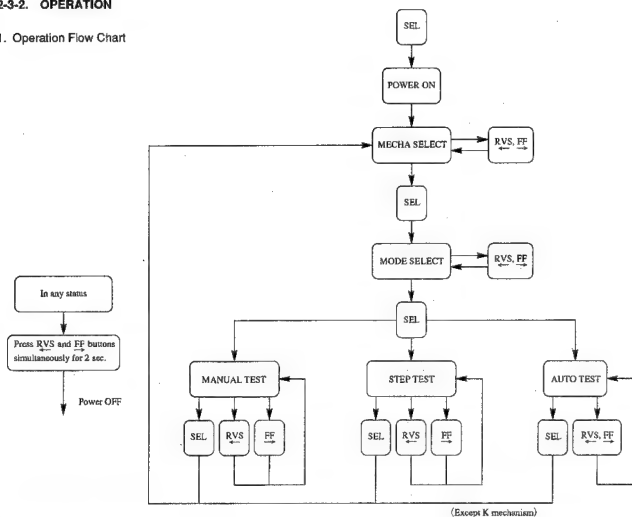 2-3-2. OPERATION
1. Operation Flow Chart
SEL
POWER ON
MECHA SELECT
RVS, FF
SEL
MODE SELECT
RVS, FF
In any status
Press RVS and FF buttons
simultaneously for 2 sec.
Power OFF
SEL
MANUAL TEST
STEP TEST
AUTO TEST
SEL
RVS
FF
SEL
RVS
FF
SEL
RVS, FF
(Except K mechanism)